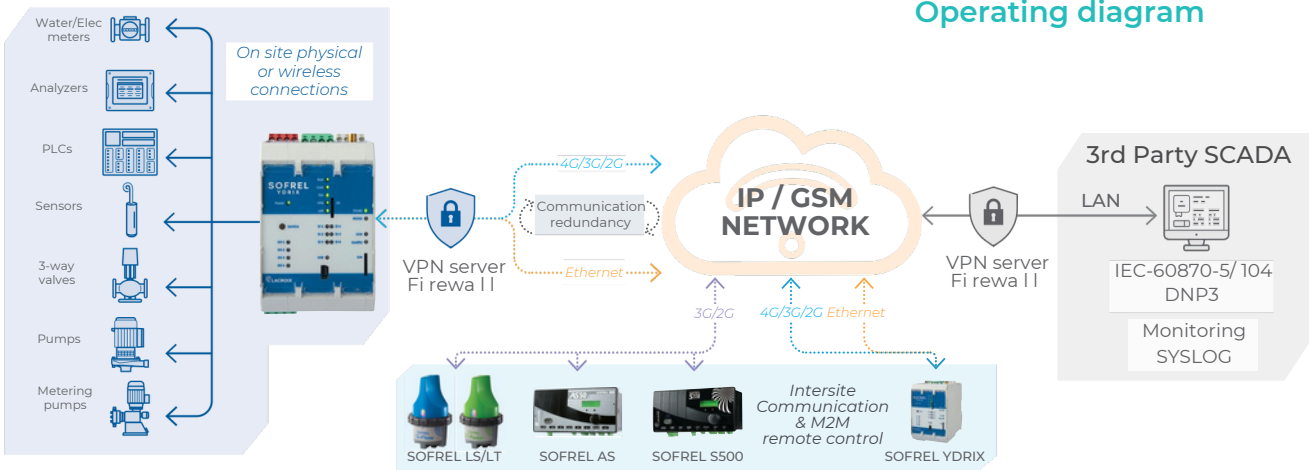 Operating diagram
Water/Elec
meters
Analyzers
PLCs
Sensors
3-way
valves
Pumps
Metering
pumps
On site physical
or wireless
connections
SOFREL
YDRIX
LACROIX
VPN server
Fi rewa l l
4G/3G/2G
Communication
redundancy
Ethernet
IP / GSM
NETWORK
VPN server
Fi rewa l l
LAN
3rd Party SCADA
IEC-60870-5/ 104
DNP3
Monitoring
SYSLOG
3G/2G
4G/3G/2G
Ethernet
SOFREL LS/LT
SOFREL AS
SOFREL S500
Intersite
Communication
& M2M
remote control
SOFREL YDRIX